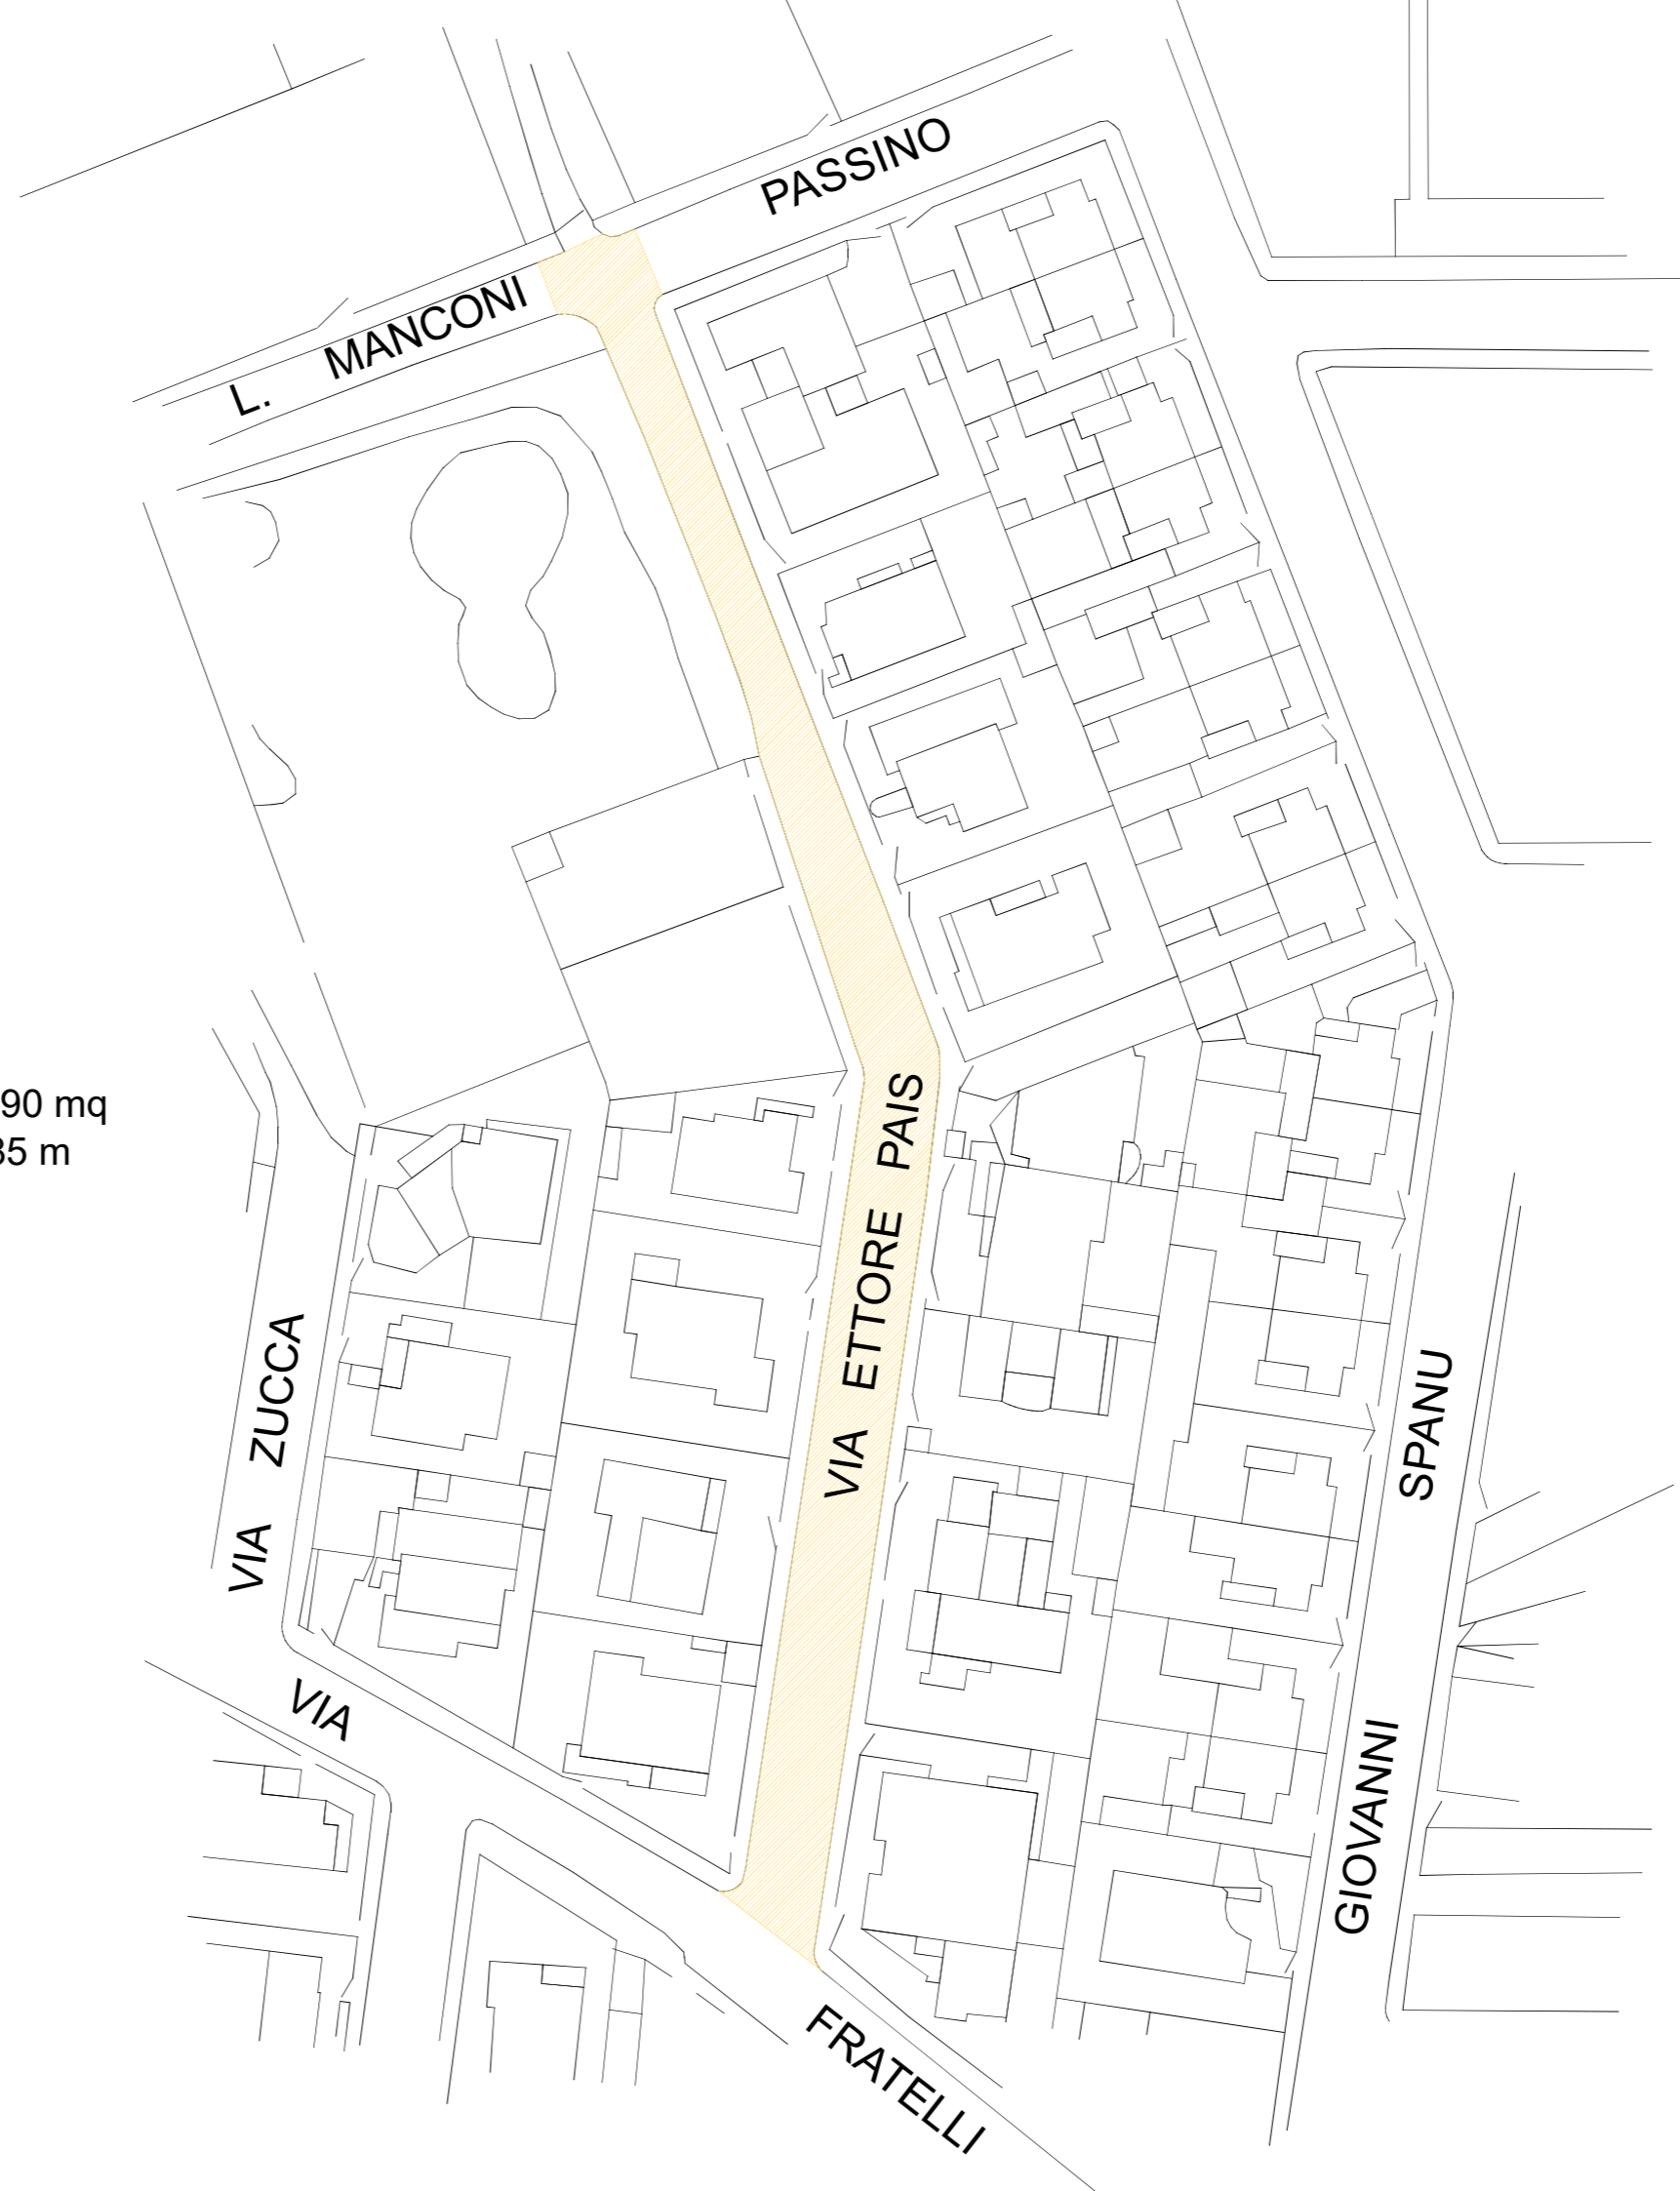 PASSINO
L. MANCONI
90 mq
35 m
VIA ETTORE PAIS
VIA ZUCCA
GIOVANNI SPANU
VIA FRATELLI